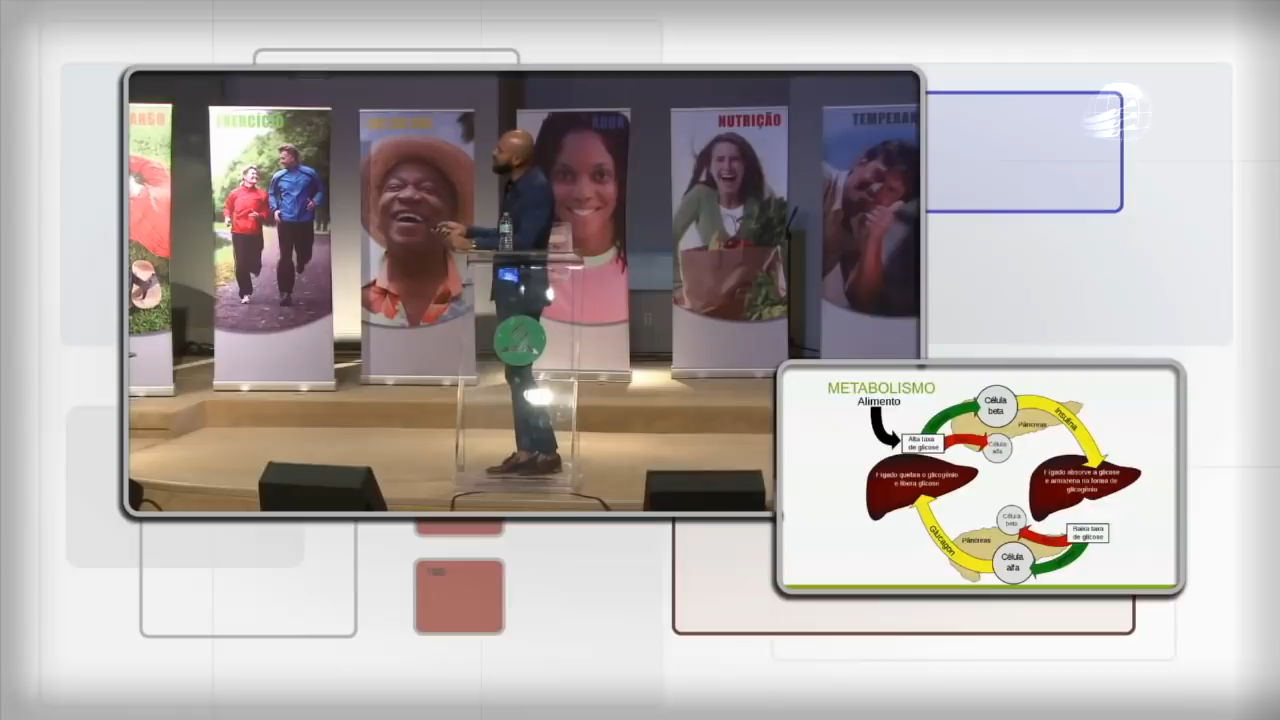 EXERCÍCIO
ÁGUA
NUTRIÇÃO
METABOLISMO
Alimento
Célula
beta
Insulina
Pâncreas
Alta taxa
de glicose
Célula
alfa
Fígado quebra o glicogênio
e libera glicose
Fígado absorve a glicose
e armazena na forma de
glicogênio
Célula
beta
Baixa taxa
de glicose
Glucagon
Pâncreas
Célula
alfa